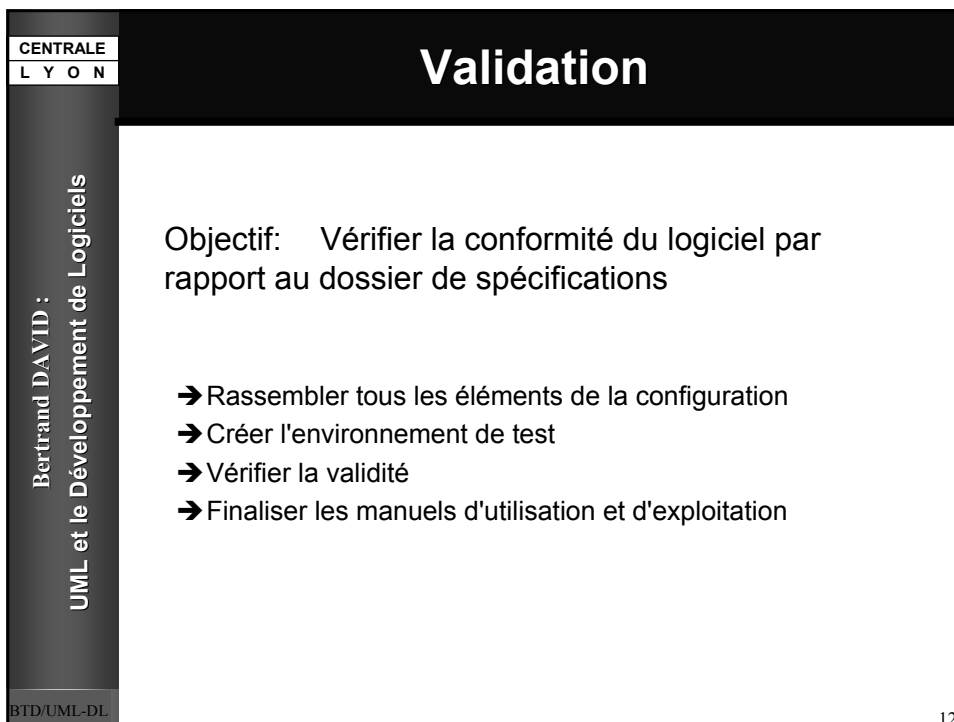 CENTRALE
L Y O N
Validation
Bertrand DAVID :
UML et le Développement de Logiciels
Objectif: Vérifier la conformité du logiciel par
rapport au dossier de spécifications
➔ Rassembler tous les éléments de la configuration
➔ Créer l'environnement de test
➔ Vérifier la validité
➔ Finaliser les manuels d'utilisation et d'exploitation
BTD/UML-DL
12